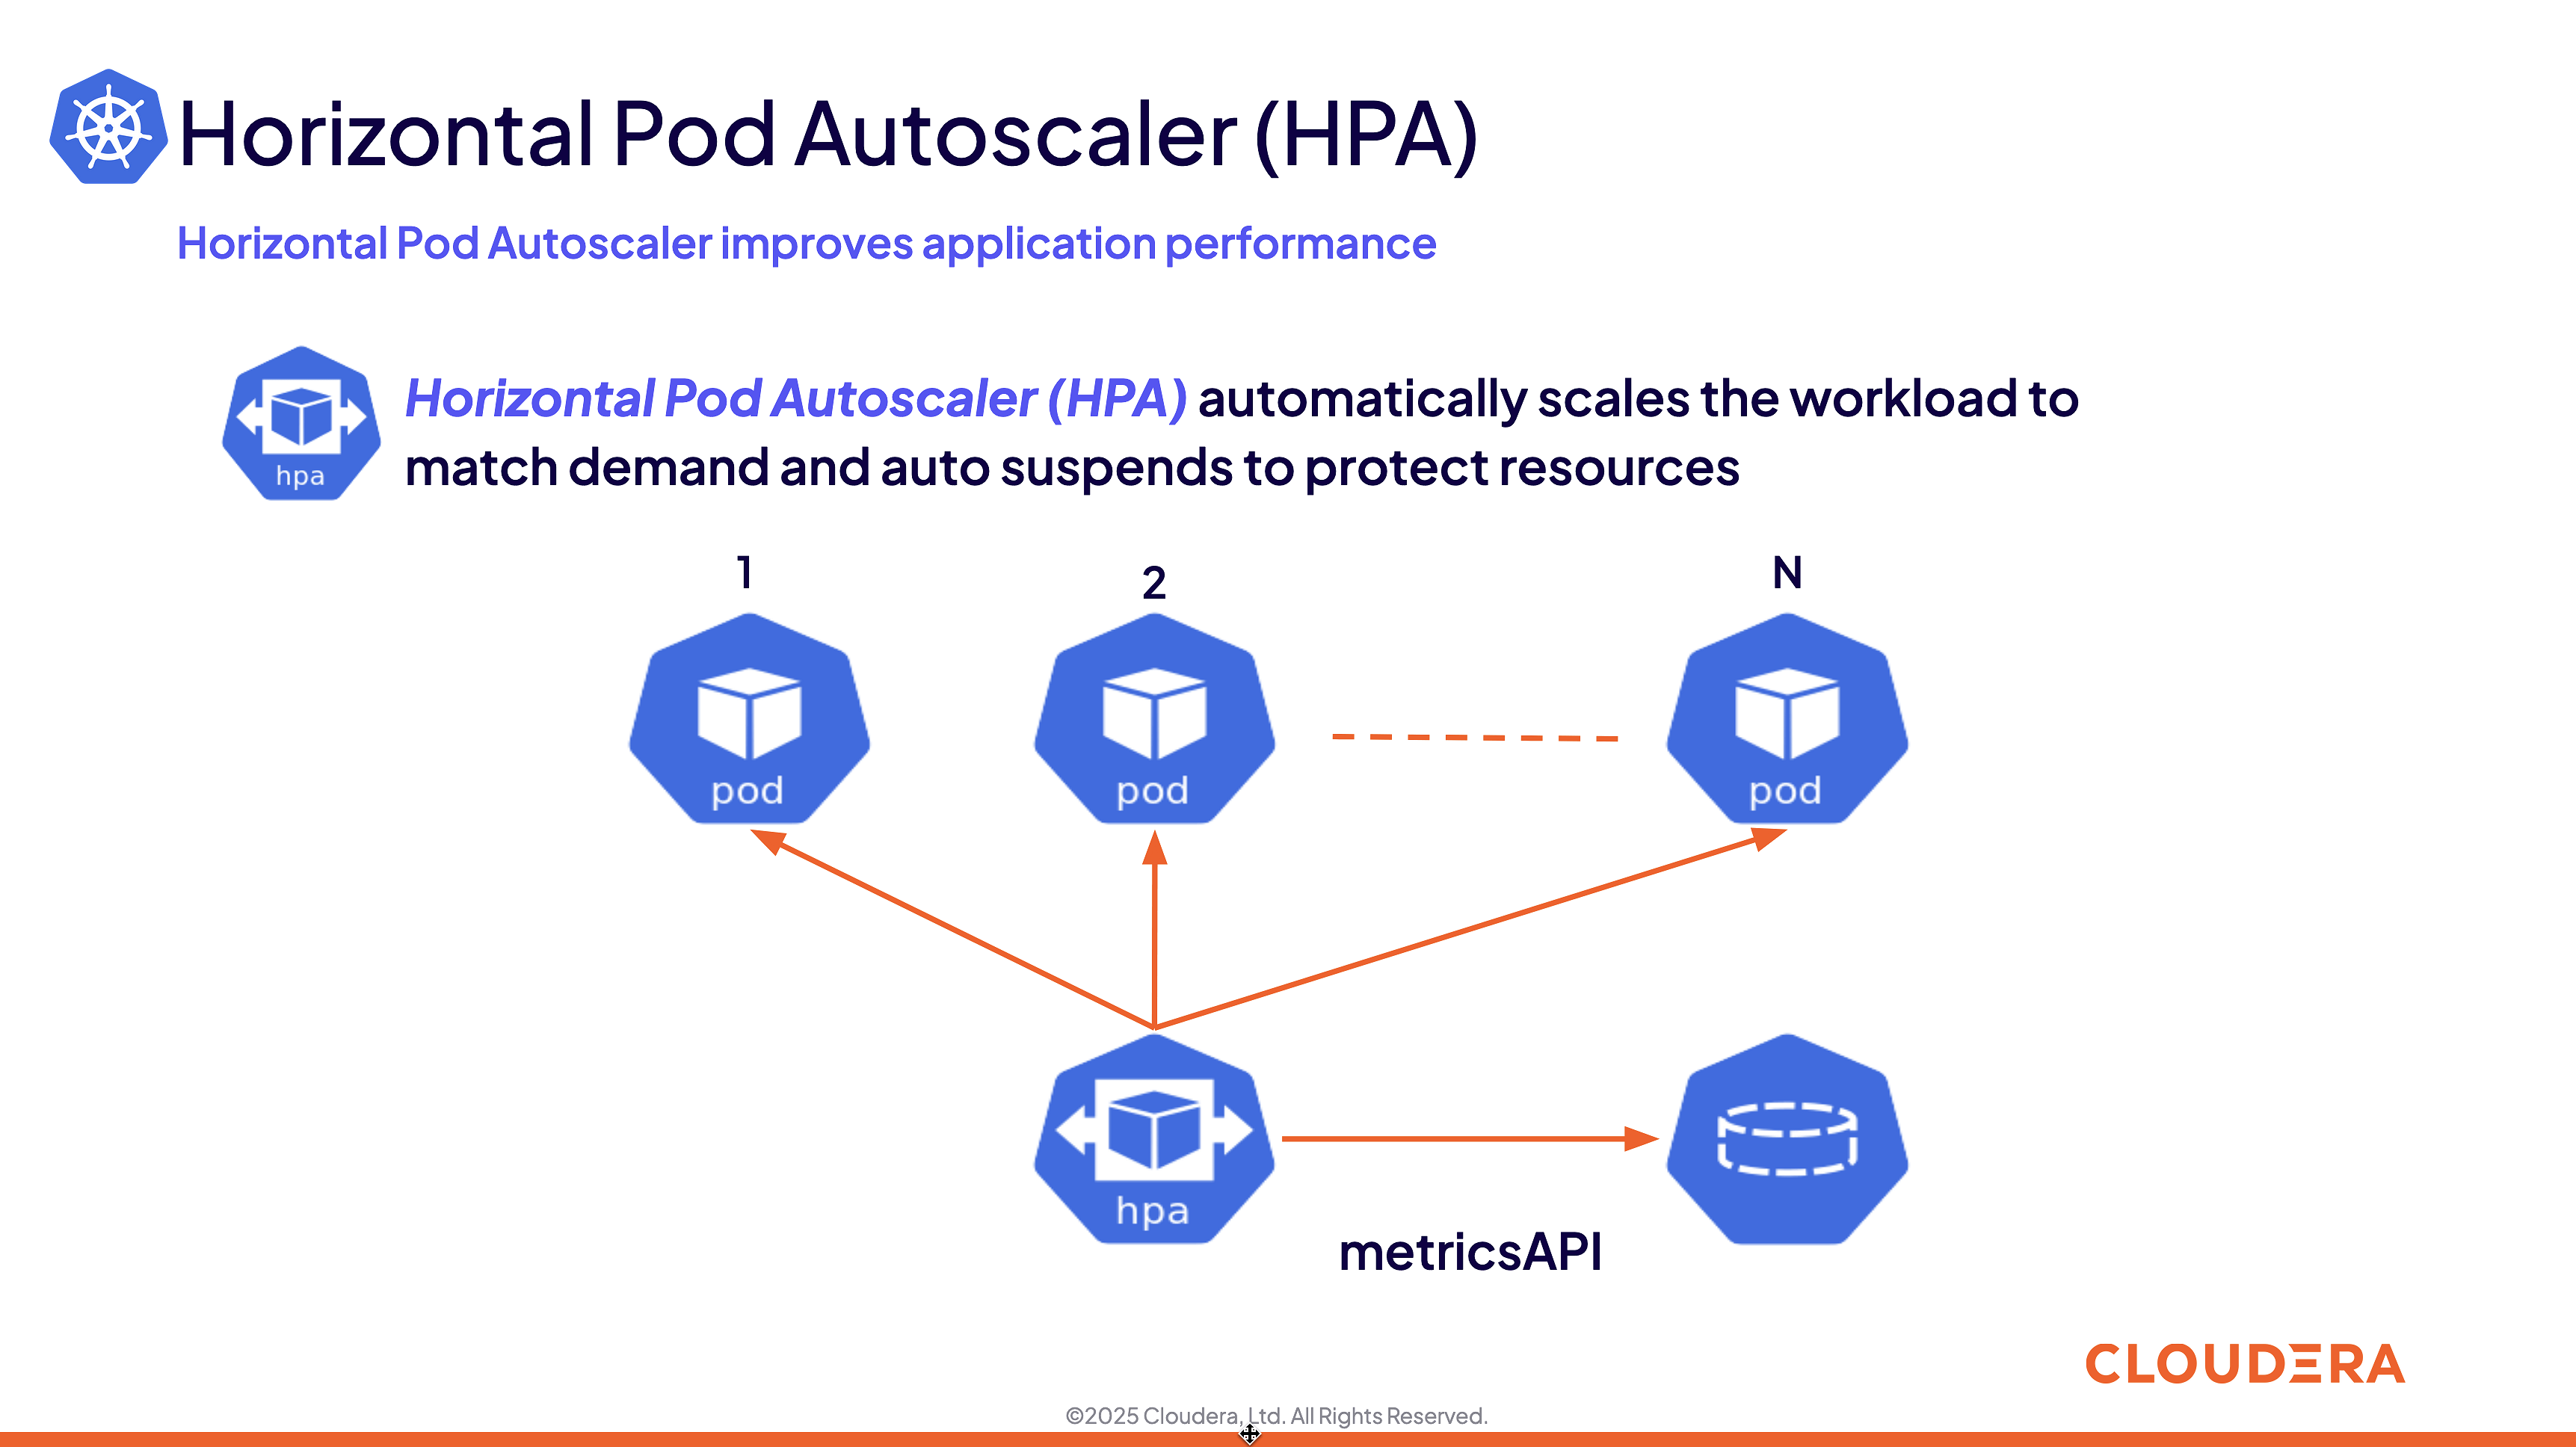 Horizontal Pod Autoscaler (HPA)
Horizontal Pod Autoscaler improves application performance
hpa
Horizontal Pod Autoscaler (HPA) automatically scales the workload to
match demand and auto suspends to protect resources
1
2
N
pod
pod
pod
hpa
metricsAPI
CLOUDERA
©2025 Cloudera, Ltd. All Rights Reserved.